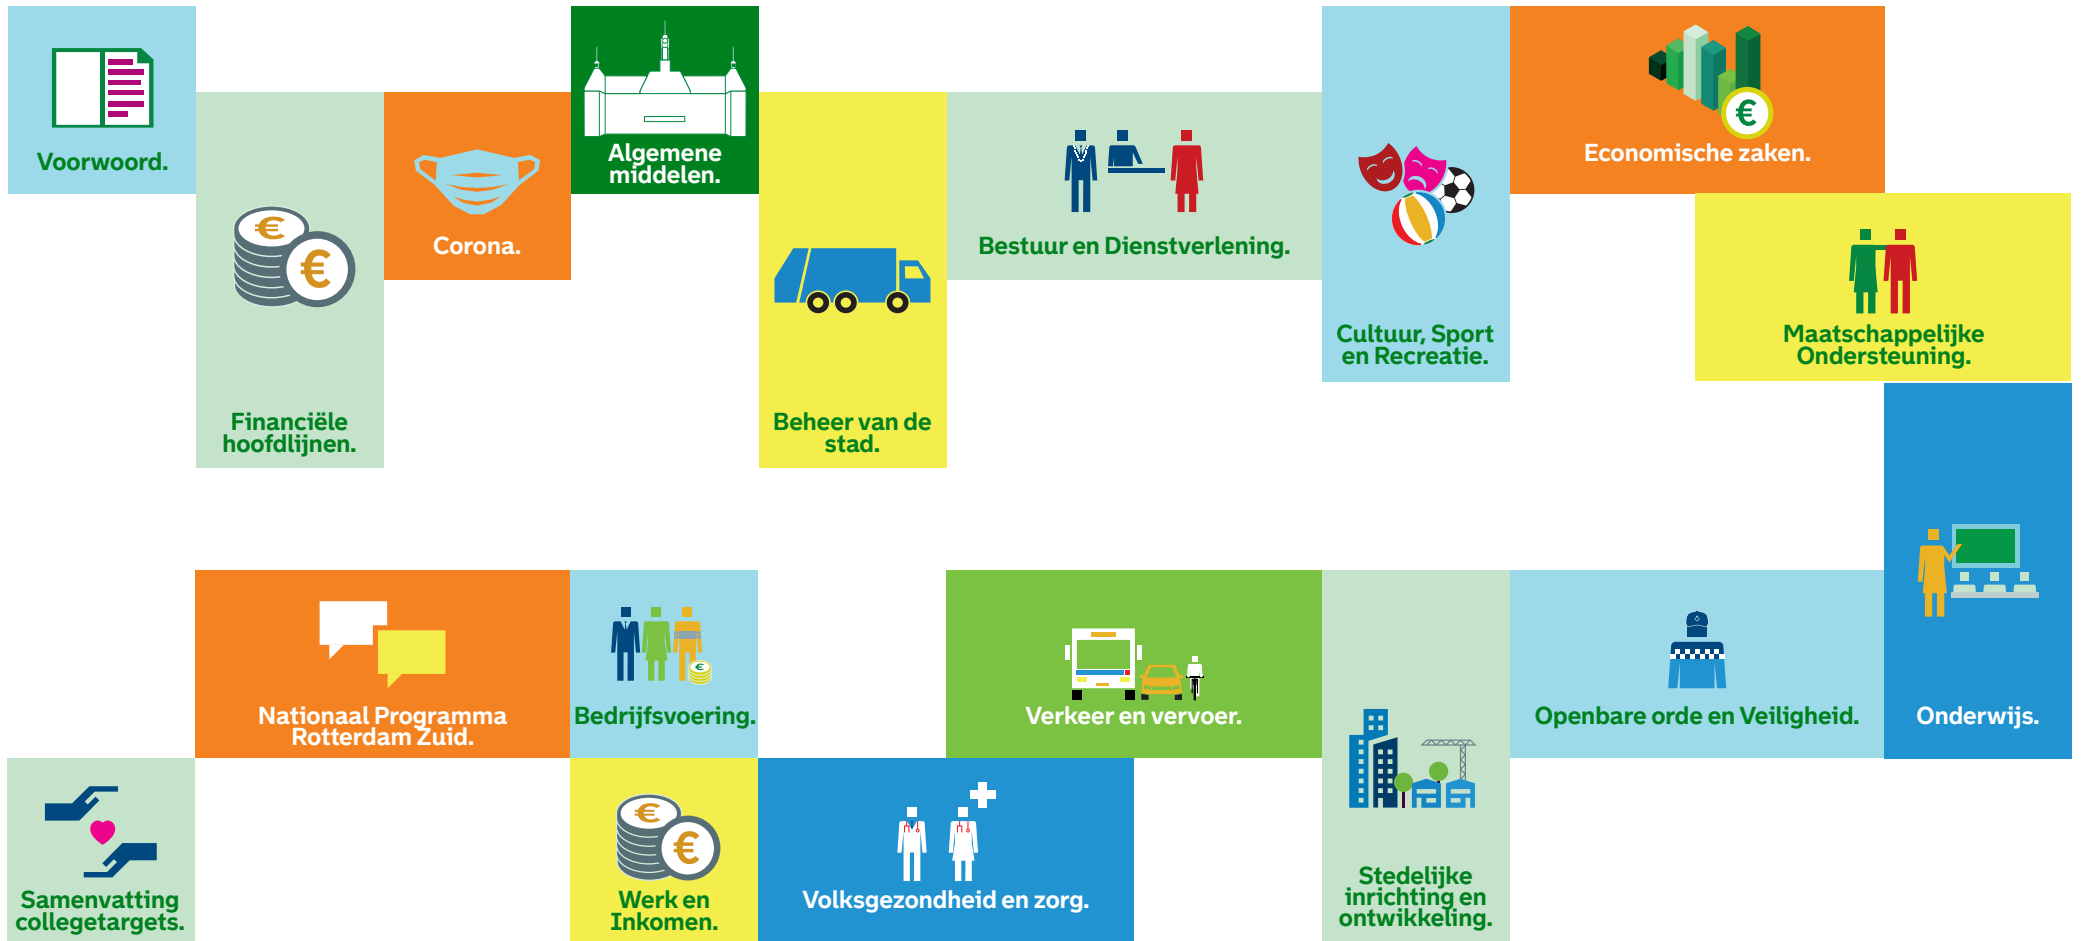 Voorwoord.
Financiële
hoofdlijnen.
Corona.
Algemene
middelen.
Beheer van de
stad.
Bestuur en Dienstverlening.
Cultuur, Sport
en Recreatie.
Economische zaken.
Maatschappelijke
Ondersteuning.
Onderwijs.
Openbare orde en Veiligheid.
Stedelijke
inrichting en
ontwikkeling.
Verkeer en vervoer.
Volksgezondheid en zorg.
Werk en
Inkomen.
Bedrijfsvoering.
Nationaal Programma
Rotterdam Zuid.
Samenvatting
collegetargets.